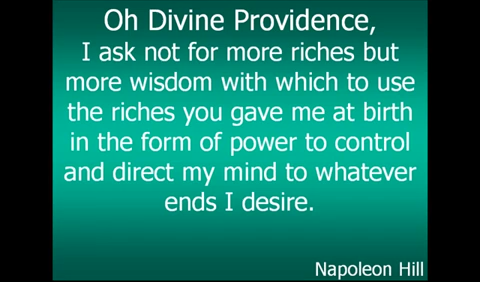 Oh Divine Providence,
I ask not for more riches but
more wisdom with which to use
the riches you gave me at birth
in the form of power to control
and direct my mind to whatever
ends I desire.
Napoleon Hill